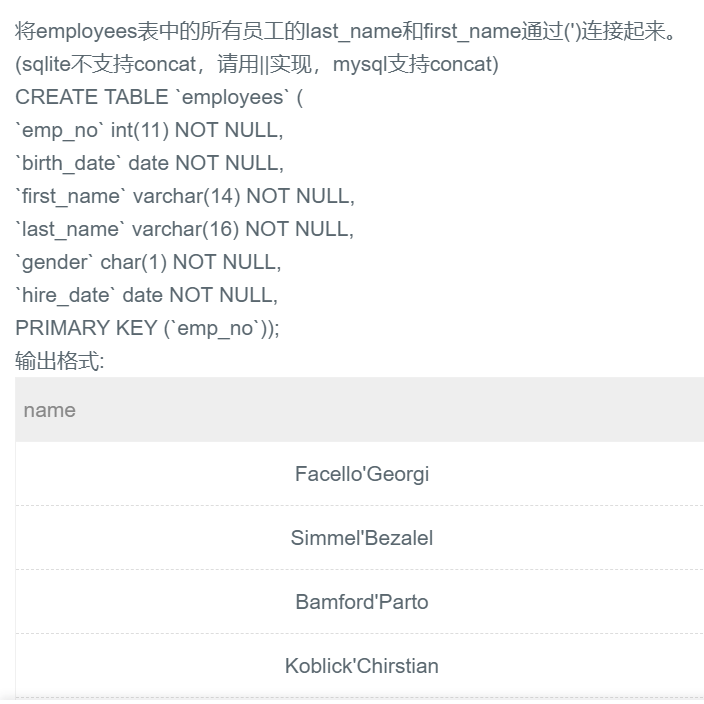 将employees表中的所有员工的last_name和first_name通过(')连接起来。
(sqlite不支持concat，请用||实现，mysql支持concat)
CREATE TABLE `employees` (
`emp_no` int(11) NOT NULL,
`birth_date` date NOT NULL,
`first_name` varchar(14) NOT NULL,
`last_name` varchar(16) NOT NULL,
`gender` char(1) NOT NULL,
`hire_date` date NOT NULL,
PRIMARY KEY (`emp_no`));
输出格式:
name
Facello'Georgi
Simmel'Bezalel
Bamford'Parto
Koblick'Chirstian